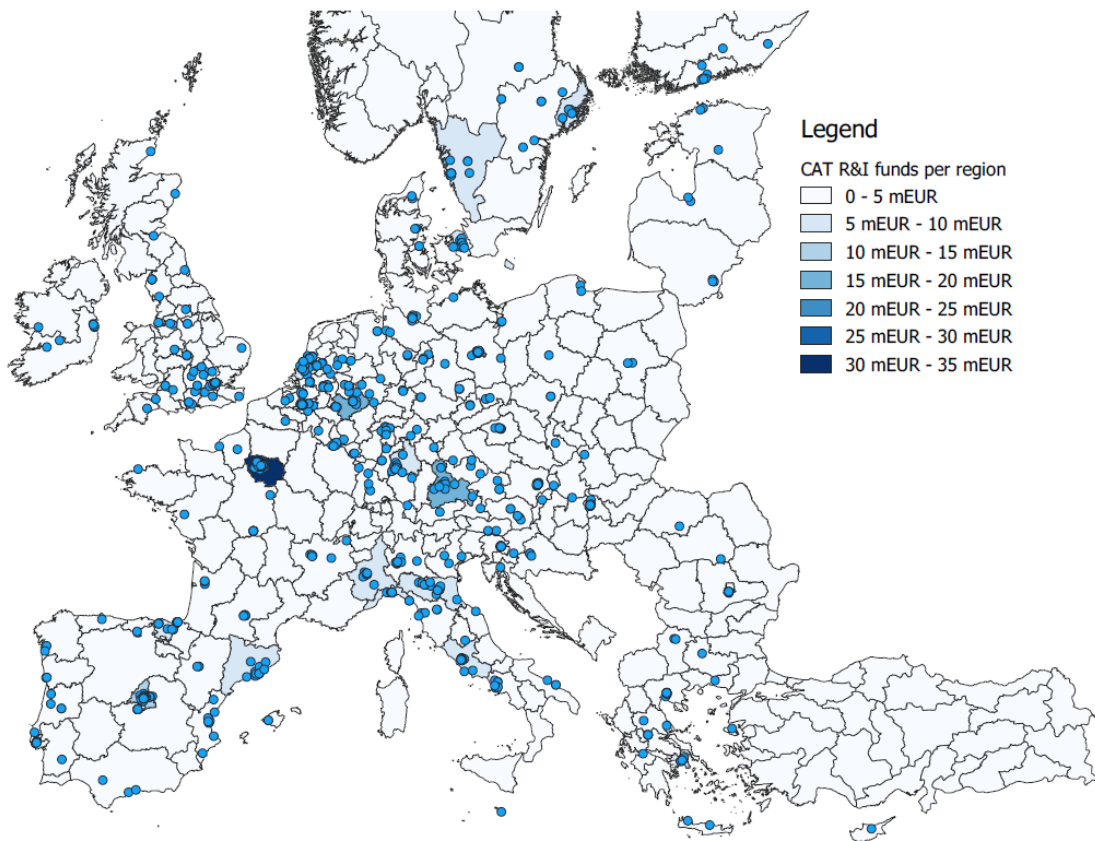 Legend
CAT R&I funds per region
0 - 5 mEUR
5 mEUR - 10 mEUR
10 mEUR - 15 mEUR
15 mEUR - 20 mEUR
20 mEUR - 25 mEUR
25 mEUR - 30 mEUR
30 mEUR - 35 mEUR